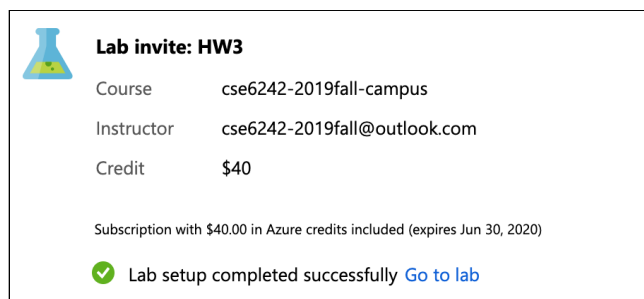 Lab invite: HW3
Course cse6242-2019fall-campus
Instructor cse6242-2019fall@outlook.com
Credit $40
Subscription with $40.00 in Azure credits included (expires Jun 30, 2020)
Lab setup completed successfully Go to lab